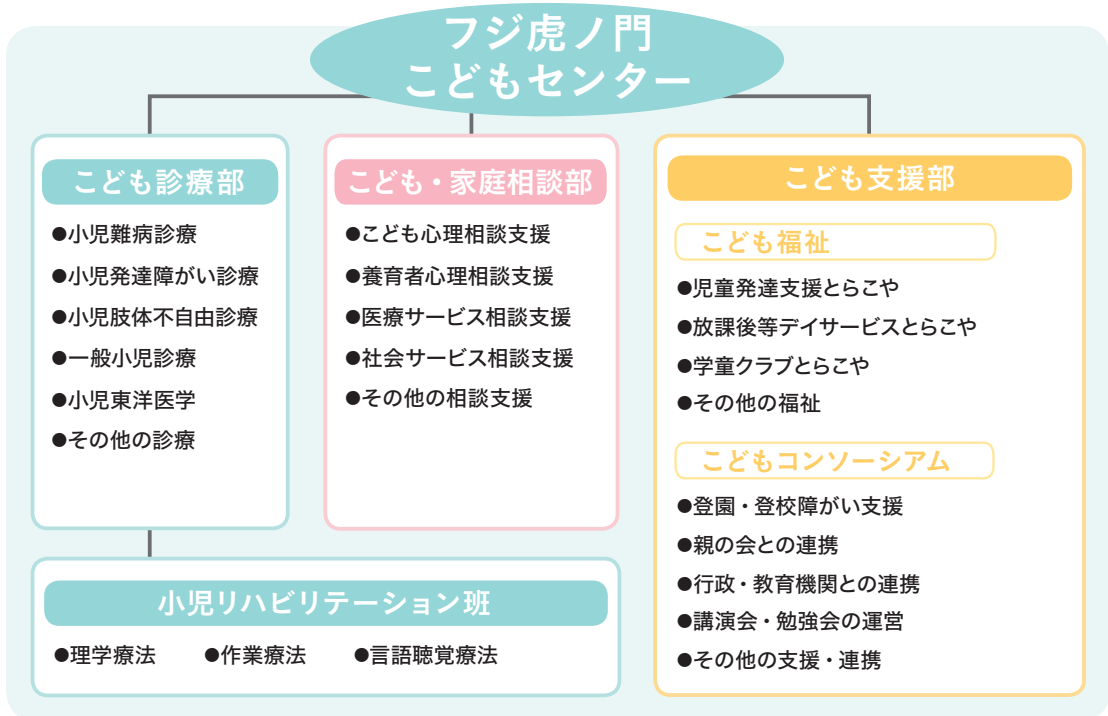 フジ虎ノ門
こどもセンター
こども診療部
●小児難病診療
●小児発達障がい診療
●小児肢体不自由診療
●一般小児診療
●小児東洋医学
●その他の診療
こども・家庭相談部
●こども心理相談支援
●養育者心理相談支援
●医療サービス相談支援
●社会サービス相談支援
●その他の相談支援
こども支援部
こども福祉
●児童発達支援とらこや
●放課後等デイサービスとらこや
●学童クラブとらこや
●その他の福祉
こどもコンソーシアム
●登園・登校障がい支援
●親の会との連携
●行政・教育機関との連携
●講演会・勉強会の運営
●その他の支援・連携
小児リハビリテーション班
●理学療法 ●作業療法 ●言語聴覚療法